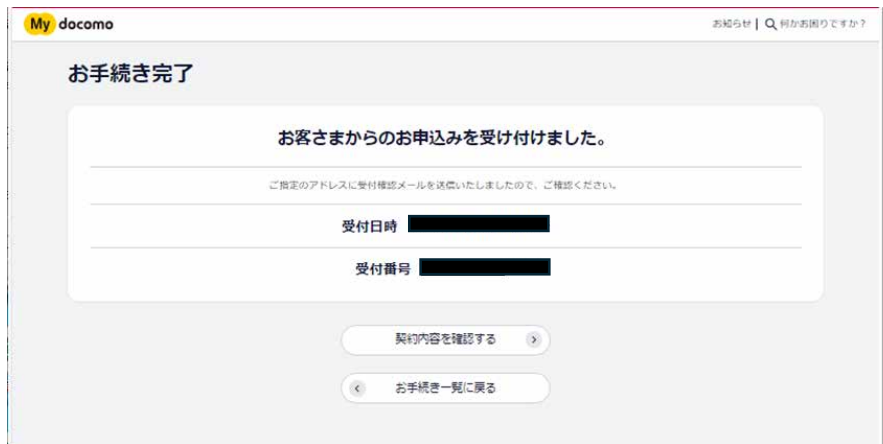 My docomo
お知らせ | 何かお困りですか?
お手続き完了
お客さまからのお申込みを受け付けました。
ご指定のアドレスに受付確認メールを送信いたしましたので、ご確認ください。
受付日時
受付番号
契約内容を確認する
お手続き一覧に戻る